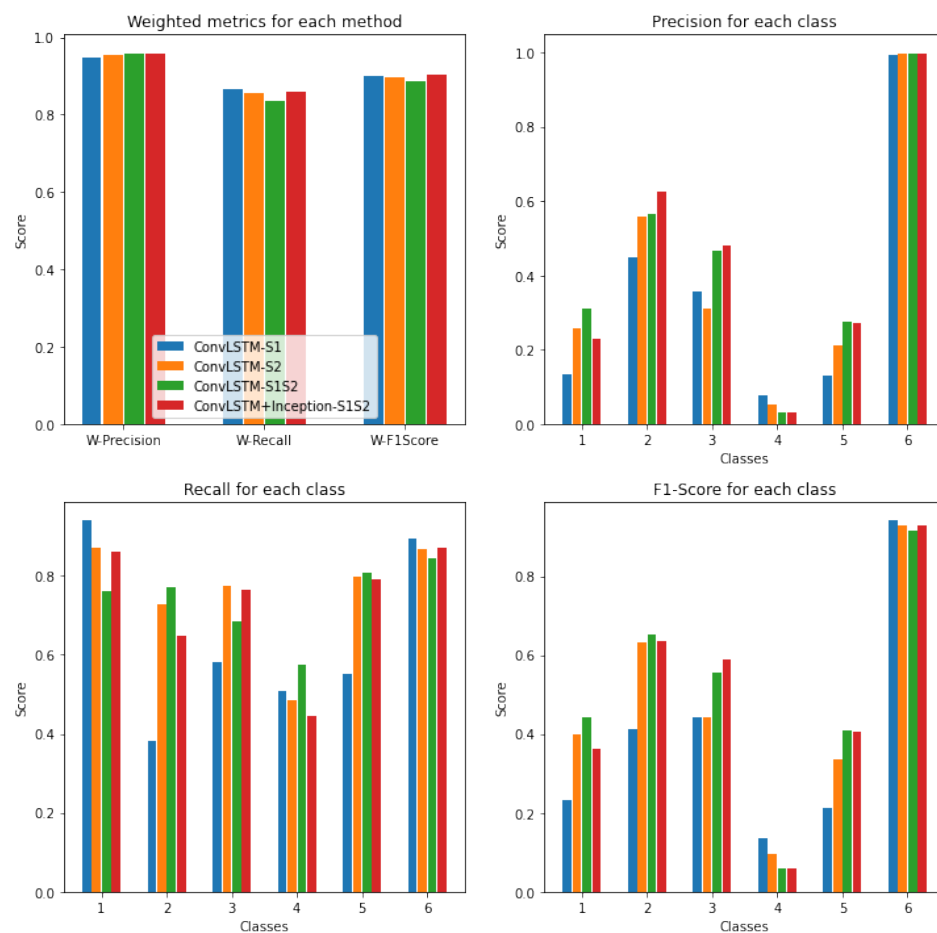 Weighted metrics for each method
1.0
0.8
0.6
0.4
0.2
0.0
Score
ConvLSTM-S1
ConvLSTM-S2
ConvLSTM-S1S2
ConvLSTM+Inception-S1S2
W-Precision W-Recall W-F1Score
Precision for each class
1.0
0.8
0.6
0.4
0.2
0.0
Score
1 2 3 4 5 6
Classes
Recall for each class
0.8
0.6
0.4
0.2
0.0
Score
1 2 3 4 5 6
Classes
F1-Score for each class
0.8
0.6
0.4
0.2
0.0
Score
1 2 3 4 5 6
Classes